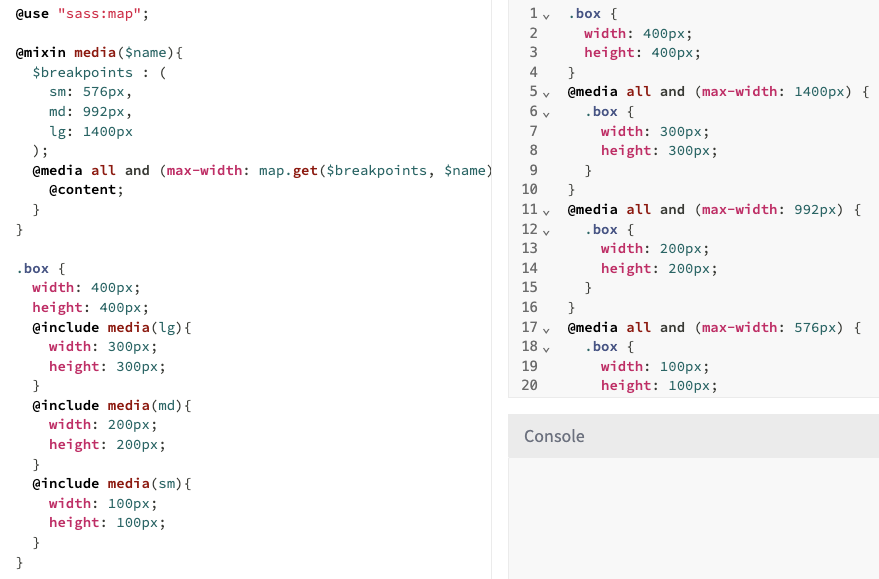 @use "sass:map";
@mixin media($name){
  $breakpoints : (
    sm: 576px,
    md: 992px,
    lg: 1400px
  );
  @media all and (max-width: map.get($breakpoints, $name)
    @content;
  }
}
.box {
  width: 400px;
  height: 400px;
  @include media(lg){
    width: 300px;
    height: 300px;
  }
  @include media(md){
    width: 200px;
    height: 200px;
  }
  @include media(sm){
    width: 100px;
    height: 100px;
  }
}
1 .box {
2   width: 400px;
3   height: 400px;
4 }
5 @media all and (max-width: 1400px) {
6   .box {
7     width: 300px;
8     height: 300px;
9   }
10 }
11 @media all and (max-width: 992px) {
12   .box {
13     width: 200px;
14     height: 200px;
15   }
16 }
17 @media all and (max-width: 576px) {
18   .box {
19     width: 100px;
20     height: 100px;
Console